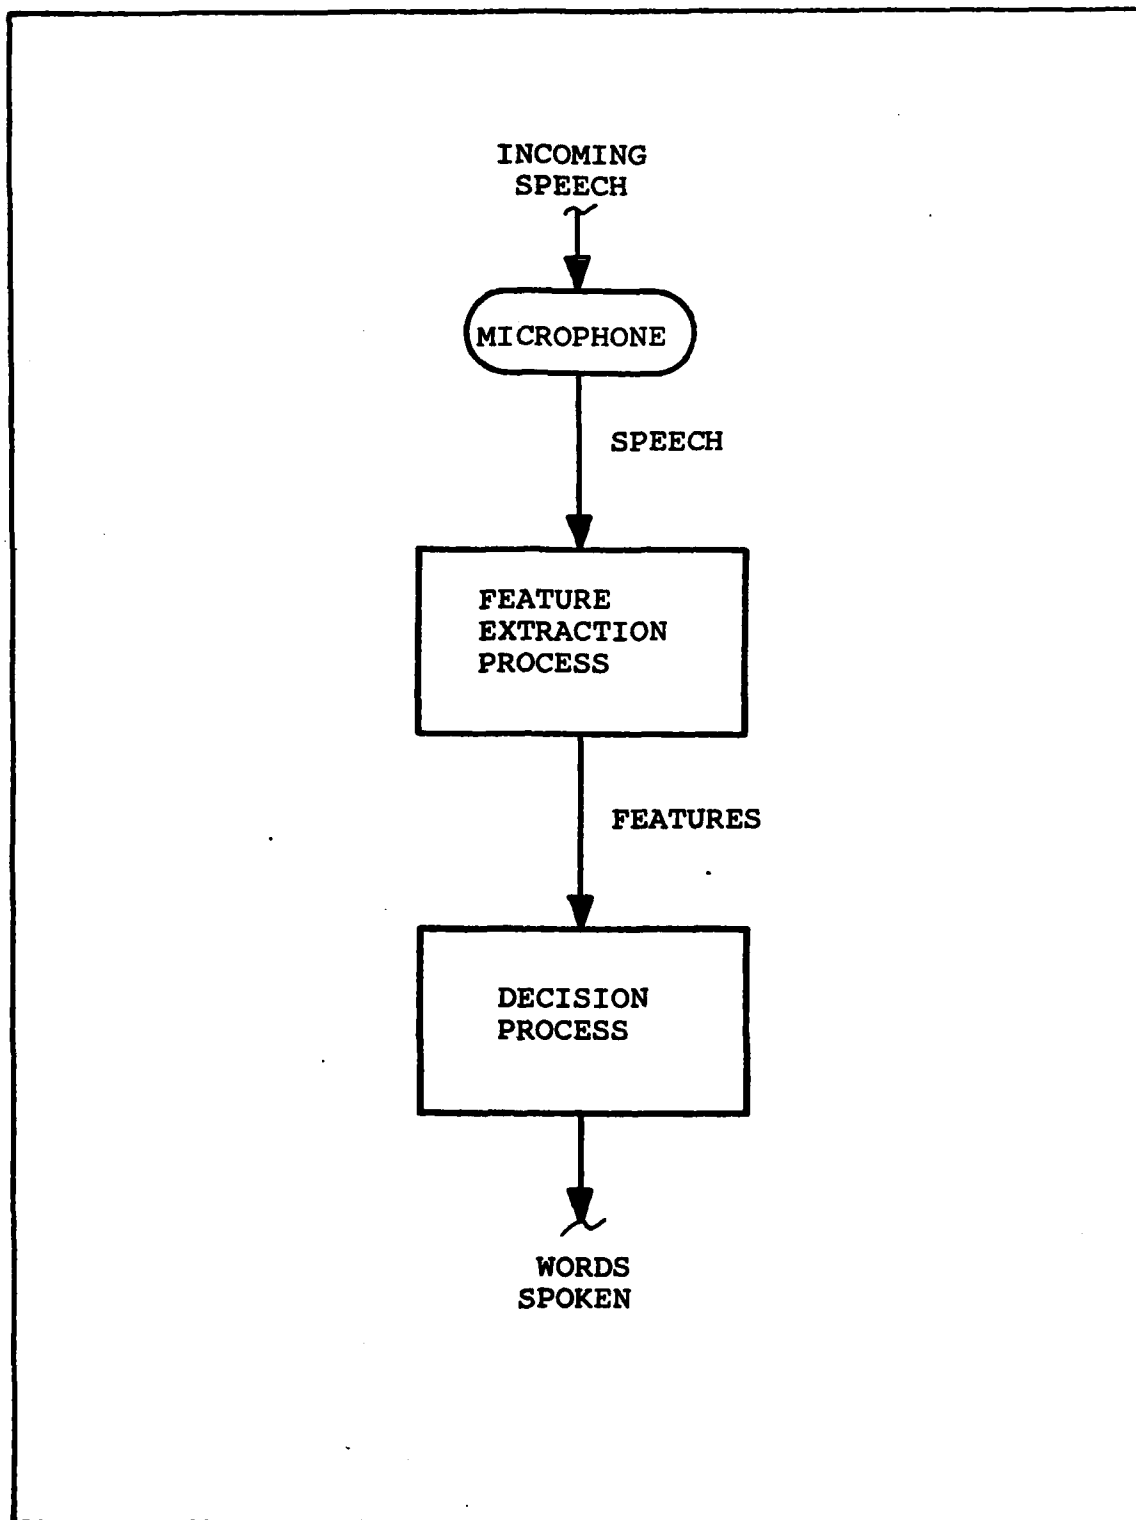 INCOMING
SPEECH
MICROPHONE
SPEECH
FEATURE
EXTRACTION
PROCESS
FEATURES
DECISION
PROCESS
WORDS
SPOKEN